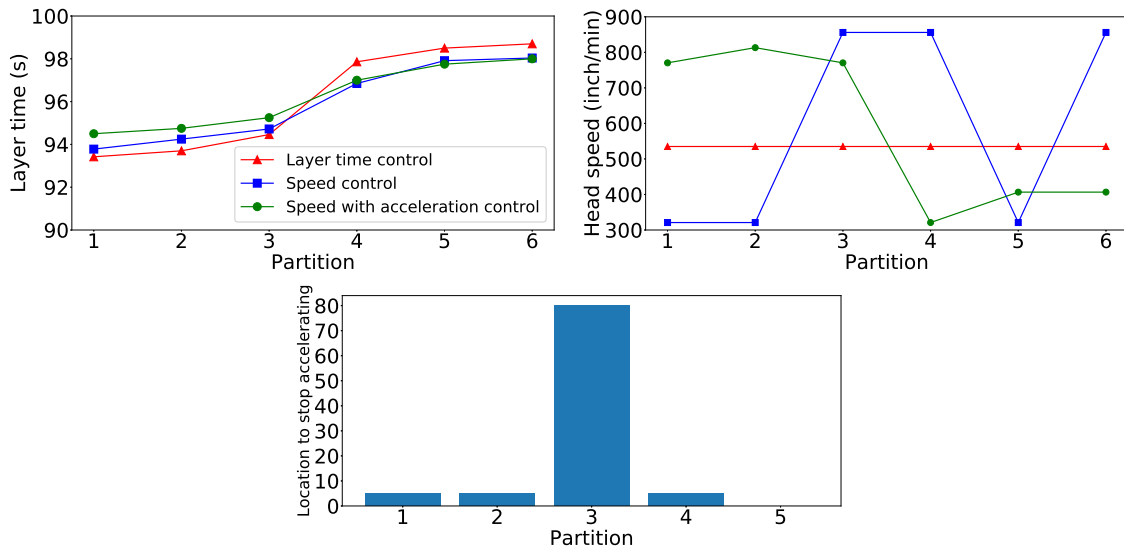 100
98
96
94
92
90
Layer time (s)
Layer time control
Speed control
Speed with acceleration control
1 2 3 4 5 6
Partition
900
800
700
600
500
400
300
Head speed (inch/min)
1 2 3 4 5 6
Partition
80
70
60
50
40
30
20
10
0
Location to stop accelerating
1 2 3 4 5
Partition